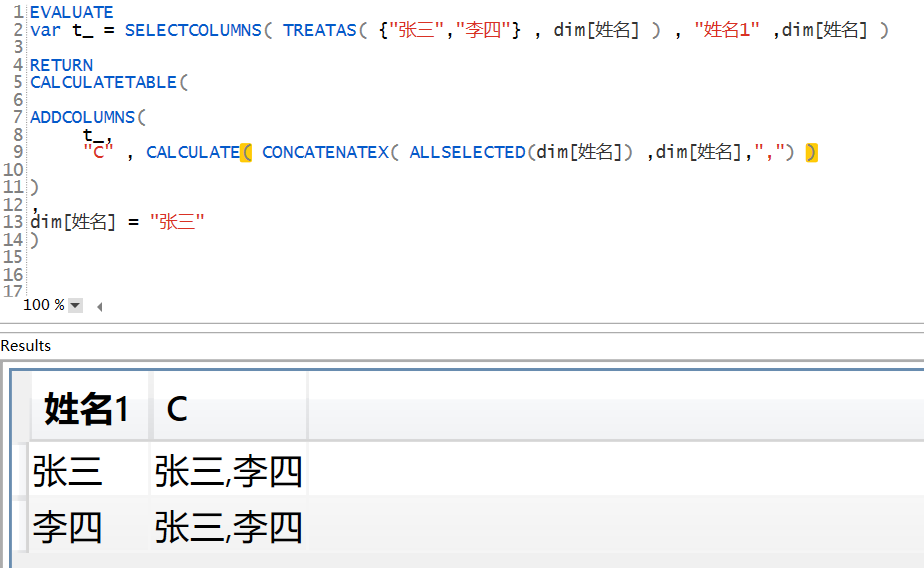 1 EVALUATE
2 var t_ = SELECTCOLUMNS( TREATAS( {"张三","李四"} , dim[姓名] ) , "姓名1" ,dim[姓名] )
3
4 RETURN
5 CALCULATETABLE(
6
7 ADDCOLUMNS(
8 t_,
9 "C" , CALCULATE( CONCATENATEX( ALLSELECTED(dim[姓名]) ,dim[姓名],",") )
10
11 )
12 ,
13 dim[姓名] = "张三"
14 )
15
16
17
100 %
Results
姓名1 C
张三 张三,李四
李四 张三,李四